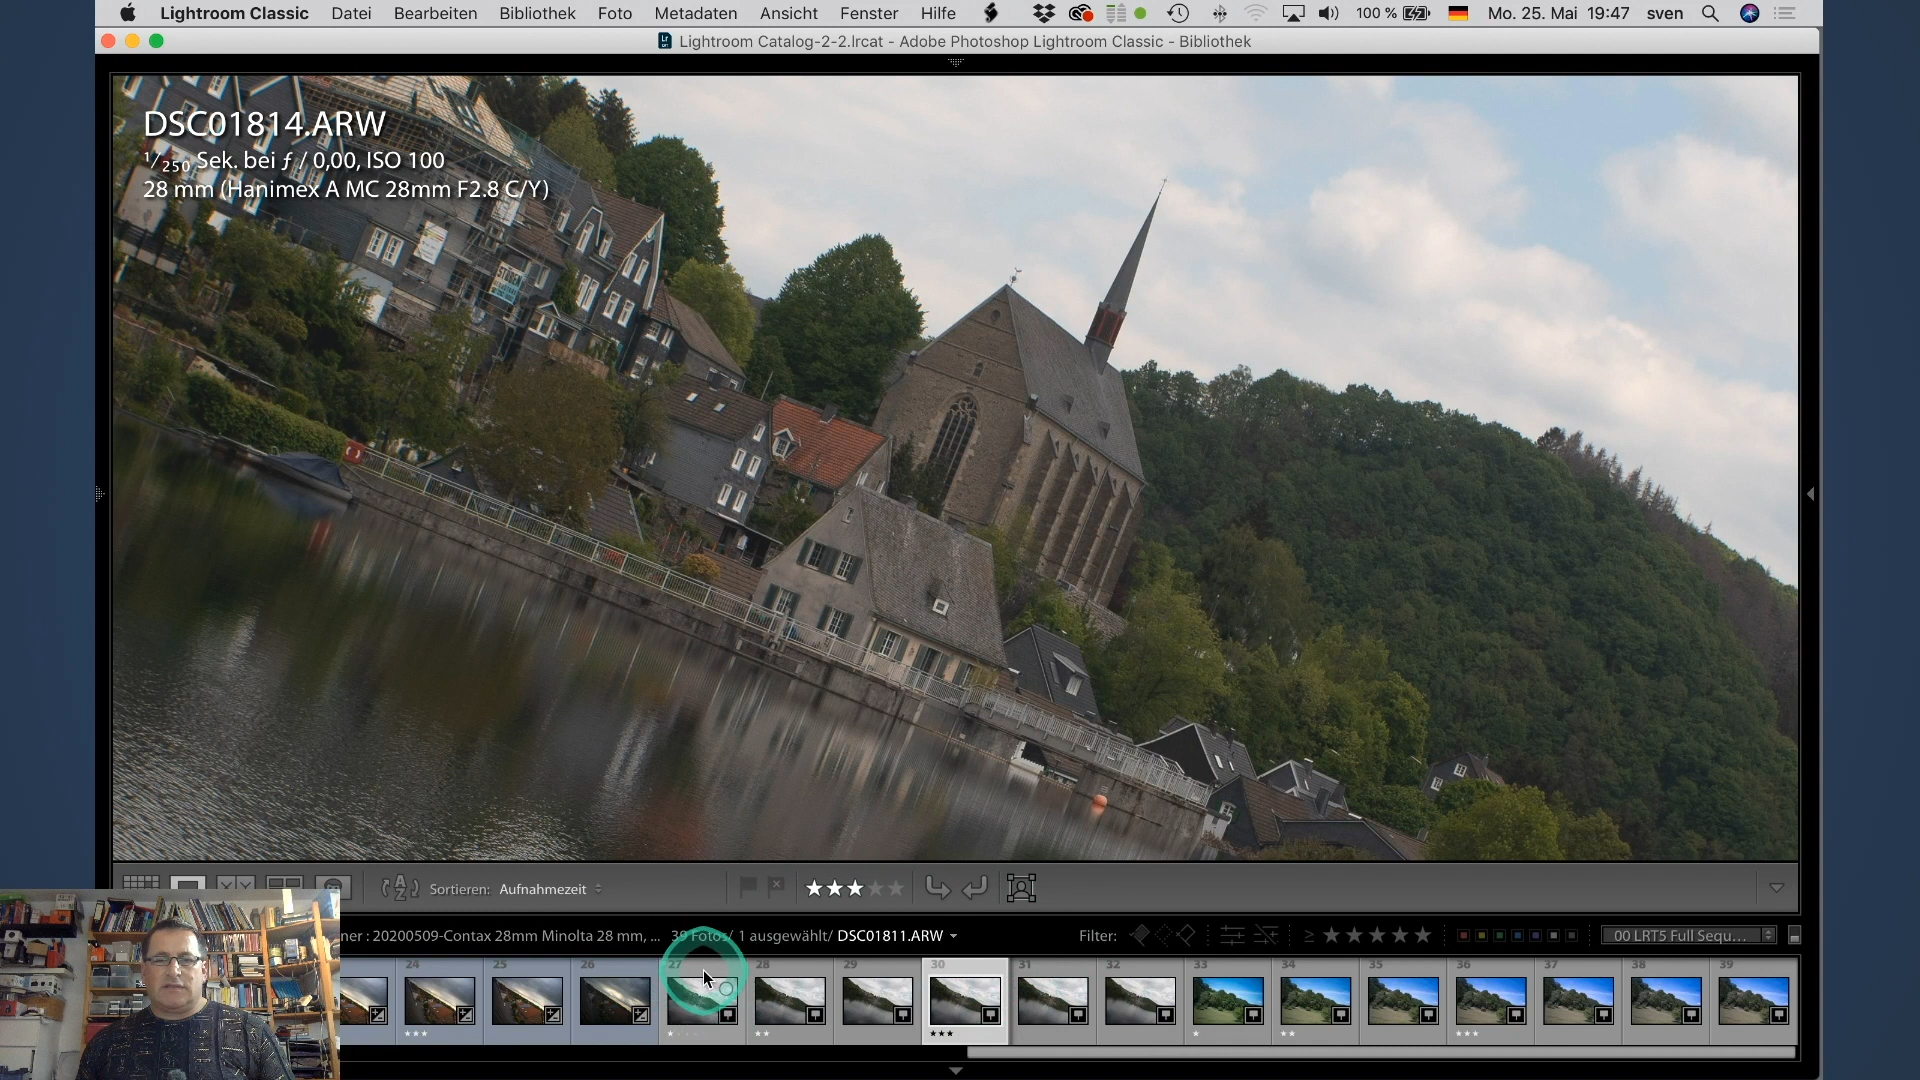 Lightroom Classic Datei Bearbeiten Bibliothek Foto Metadaten Ansicht Fenster Hilfe 100 % Mo. 25. Mai 19:47 sven
Lightroom Catalog-2-2.lrcat - Adobe Photoshop Lightroom Classic - Bibliothek
DSC01814.ARW
1/250 Sek. bei ƒ / 0,00, ISO 100
28 mm (Hanimex A MC 28mm F2.8 C/Y)
Sortieren: Aufnahmezeit
ner : 20200509-Contax 28mm Minolta 28 mm, ... 39 Fotos/ 1 ausgewählt/ DSC01811.ARW Filter: 00 LRT5 Full Sequ...
24 25 26 27 28 29 30 31 32 33 34 35 36 37 38 39